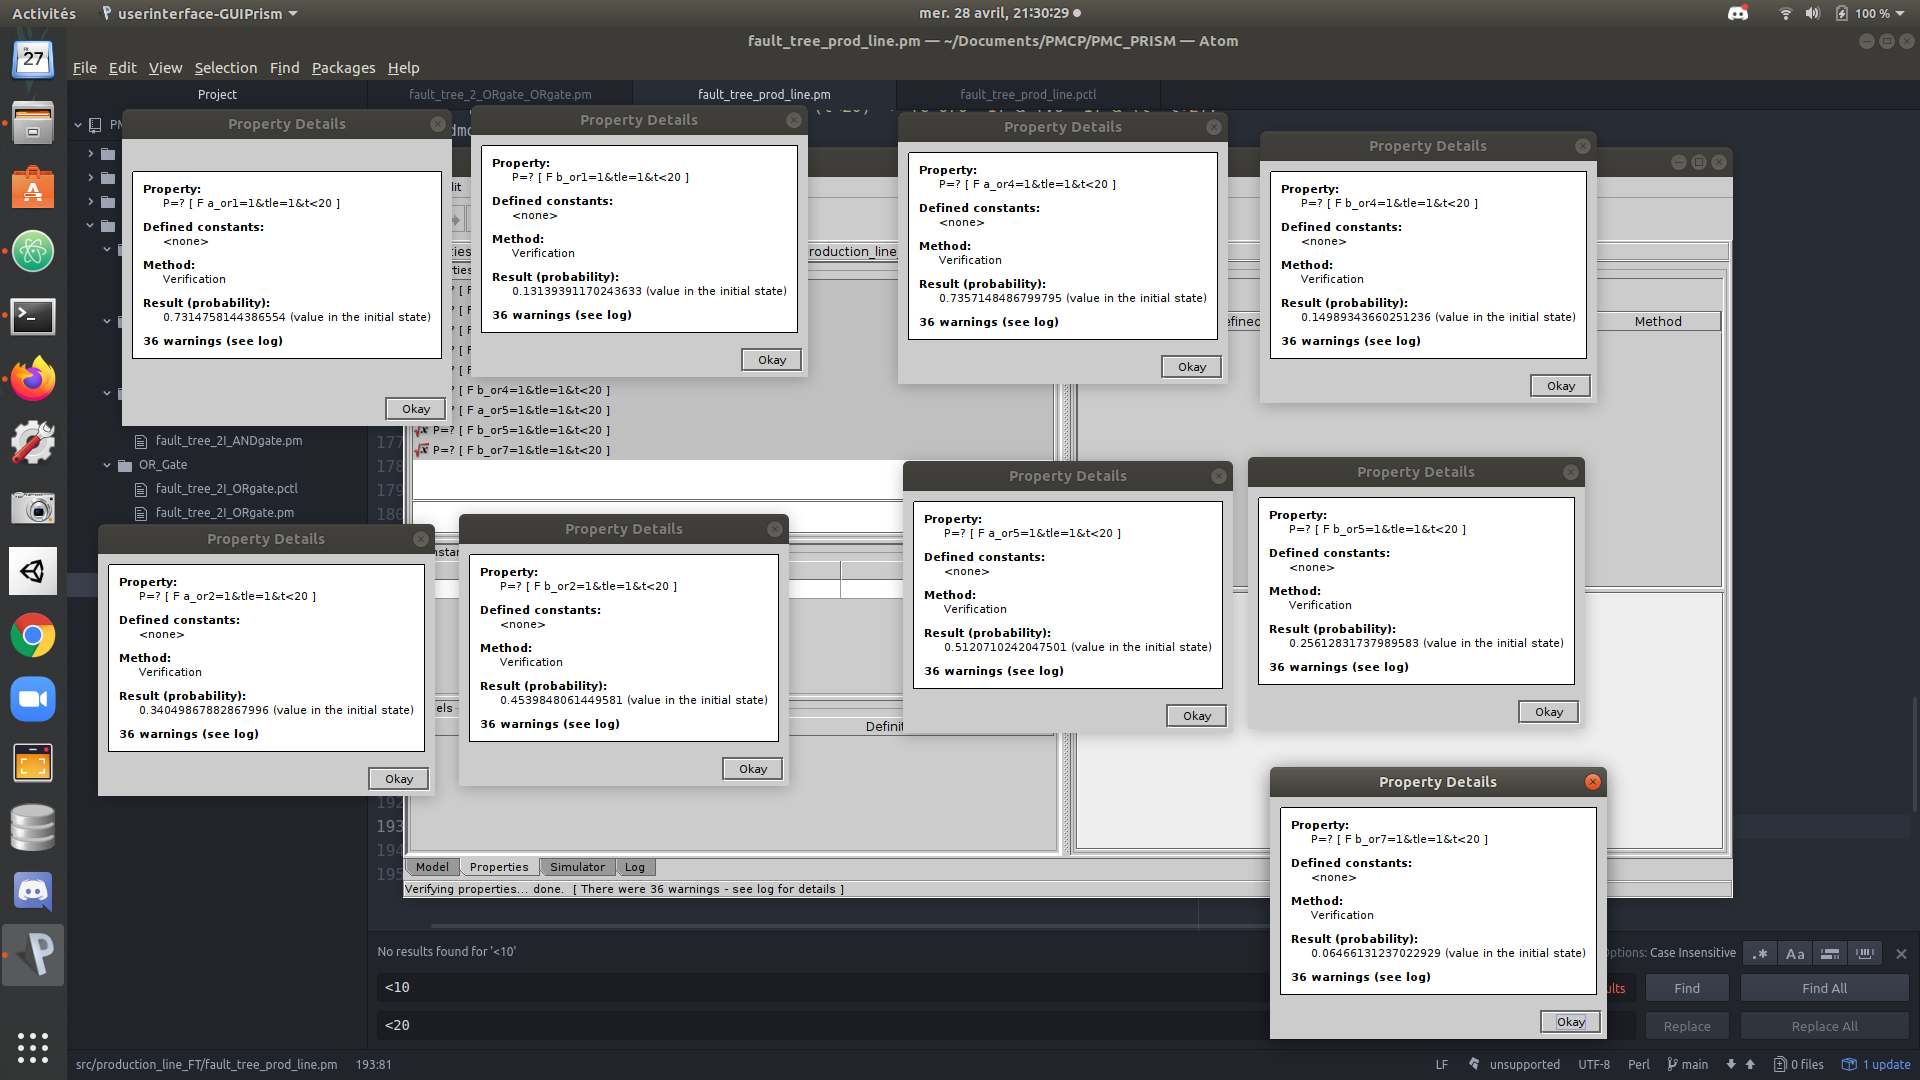 Activités
userinterface-GUIPrism
mer. 28 avril, 21:30:29
100 %
fault_tree_prod_line.pm — ~/Documents/PMCP/PMC_PRISM — Atom
File Edit View Selection Find Packages Help
Project
fault_tree_2_ORgate_ORgate.pm
fault_tree_prod_line.pm
fault_tree_prod_line.pctl
27
Property Details
Property:
P=? [ F a_or1=1&tle=1&t<20 ]
Defined constants:
<none>
Method:
Verification
Result (probability):
0.7314758144386554 (value in the initial state)
36 warnings (see log)
Okay
Property Details
Property:
P=? [ F b_or1=1&tle=1&t<20 ]
Defined constants:
<none>
Method:
Verification
Result (probability):
0.13139391170243633 (value in the initial state)
36 warnings (see log)
Okay
Property Details
Property:
P=? [ F a_or4=1&tle=1&t<20 ]
Defined constants:
<none>
Method:
Verification
Result (probability):
0.7357148486799795 (value in the initial state)
36 warnings (see log)
Okay
Property Details
Property:
P=? [ F b_or4=1&tle=1&t<20 ]
Defined constants:
<none>
Method:
Verification
Result (probability):
0.14989343660251236 (value in the initial state)
36 warnings (see log)
Okay
roduction_line
Method
? [ F b_or4=1&tle=1&t<20 ]
? [ F a_or5=1&tle=1&t<20 ]
P=? [ F b_or5=1&tle=1&t<20 ]
P=? [ F b_or7=1&tle=1&t<20 ]
fault_tree_2I_ANDgate.pm
OR_Gate
fault_tree_2I_ORgate.pctl
fault_tree_2I_ORgate.pm
177
178
179
180
Property Details
Property:
P=? [ F a_or2=1&tle=1&t<20 ]
Defined constants:
<none>
Method:
Verification
Result (probability):
0.34049867882867996 (value in the initial state)
36 warnings (see log)
Okay
Property Details
Property:
P=? [ F b_or2=1&tle=1&t<20 ]
Defined constants:
<none>
Method:
Verification
Result (probability):
0.4539848061449581 (value in the initial state)
36 warnings (see log)
Okay
Property Details
Property:
P=? [ F a_or5=1&tle=1&t<20 ]
Defined constants:
<none>
Method:
Verification
Result (probability):
0.5120710242047501 (value in the initial state)
36 warnings (see log)
Okay
Property Details
Property:
P=? [ F b_or5=1&tle=1&t<20 ]
Defined constants:
<none>
Method:
Verification
Result (probability):
0.25612831737989583 (value in the initial state)
36 warnings (see log)
Okay
Definit
192
193
194
195
Property Details
Property:
P=? [ F b_or7=1&tle=1&t<20 ]
Defined constants:
<none>
Method:
Verification
Result (probability):
0.06466131237022929 (value in the initial state)
36 warnings (see log)
Okay
Model Properties Simulator Log
Verifying properties... done. [ There were 36 warnings - see log for details ]
No results found for '<10'
ptions: Case Insensitive
.* Aa
<10
ults
Find
Find All
<20
Replace
Replace All
src/production_line_FT/fault_tree_prod_line.pm 193:81
LF unsupported UTF-8 Perl main 0 files 1 update